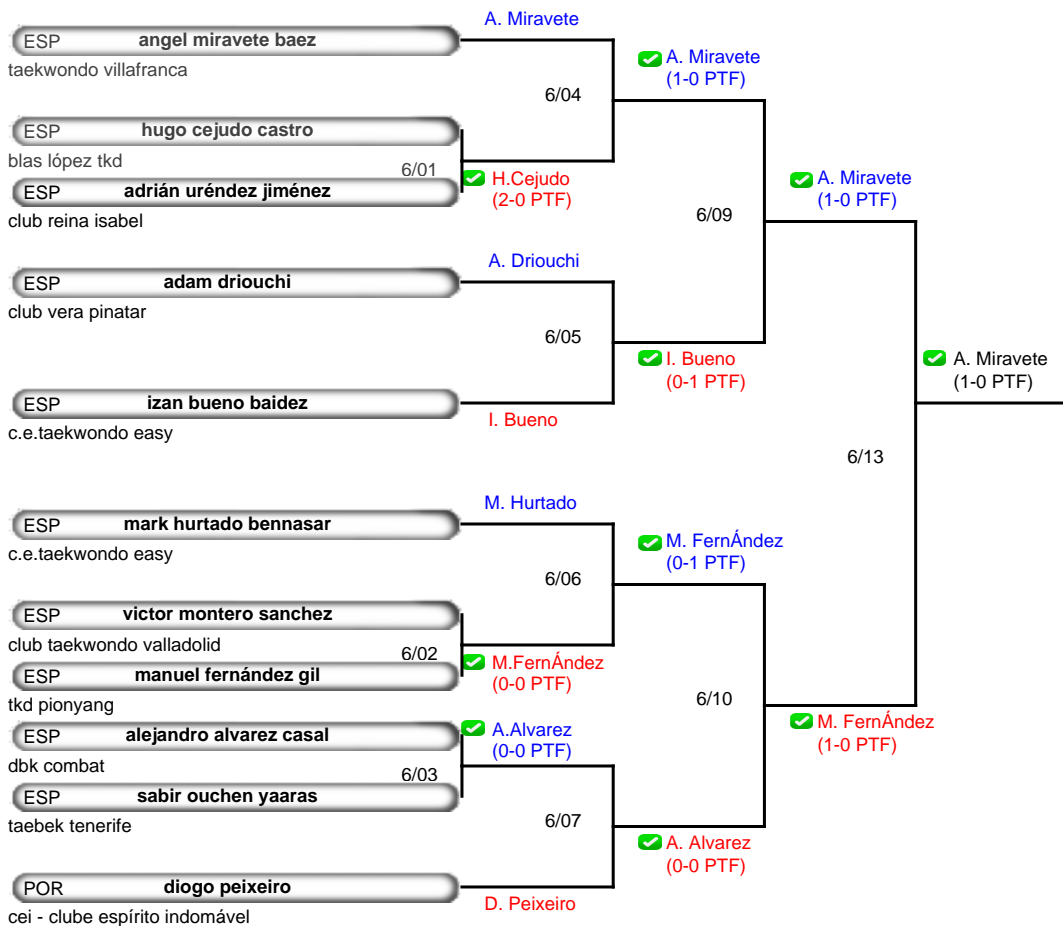 A. Miravete
ESP angel miravete baez
taekwondo villafranca
A. Miravete
(1-0 PTF)
6/04
ESP hugo cejudo castro
blas lópez tkd
6/01
ESP adrián uréndez jiménez
club reina isabel
H.Cejudo
(2-0 PTF)
A. Miravete
(1-0 PTF)
6/09
A. Driouchi
ESP adam driouchi
club vera pinatar
6/05
I. Bueno
(0-1 PTF)
A. Miravete
(1-0 PTF)
ESP izan bueno baidez
c.e.taekwondo easy
I. Bueno
6/13
M. Hurtado
ESP mark hurtado bennasar
c.e.taekwondo easy
M. FernÁndez
(0-1 PTF)
6/06
ESP victor montero sanchez
club taekwondo valladolid
6/02
ESP manuel fernández gil
tkd pionyang
M.FernÁndez
(0-0 PTF)
6/10
M. FernÁndez
(1-0 PTF)
ESP alejandro alvarez casal
dbk combat
A.Alvarez
(0-0 PTF)
6/03
ESP sabir ouchen yaaras
taebek tenerife
6/07
A. Alvarez
(0-0 PTF)
POR diogo peixeiro
cei - clube espírito indomável
D. Peixeiro